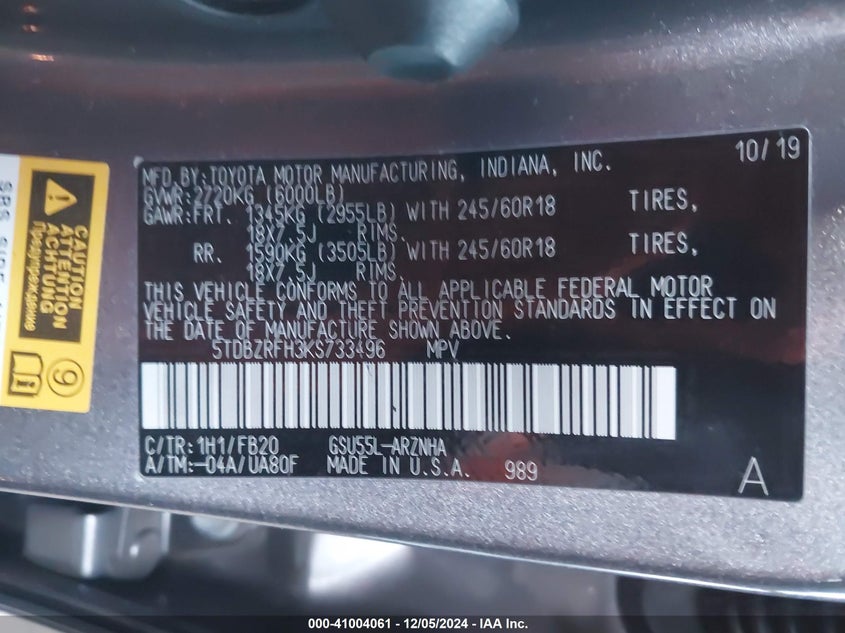 MFD. BY: TOYOTA MOTOR MANUFACTURING, INDIANA, INC. 10/19
GVWR: 2720KG (6000LB)
GAWR: FRT. 1345KG (2955LB) WITH 245/60R18 TIRES,
18X7.5J RIMS.
RR. 1590KG (3505LB) WITH 245/60R18 TIRES,
18X7.5J RIMS.
THIS VEHICLE CONFORMS TO ALL APPLICABLE FEDERAL MOTOR
VEHICLE SAFETY AND THEFT PREVENTION STANDARDS IN EFFECT ON
THE DATE OF MANUFACTURE SHOWN ABOVE.
5TDBZRFH3KS733496 MPV
C/TR: 1H1/FB20 GSU55L-ARZNHA
A/TM: -04A/UA80F MADE IN U.S.A. 989 A
CAUTION
ATTENTION
ACHTUNG
Предупреждение
9
SRS SIDE
000-41004061 - 12/05/2024 - IAA Inc.